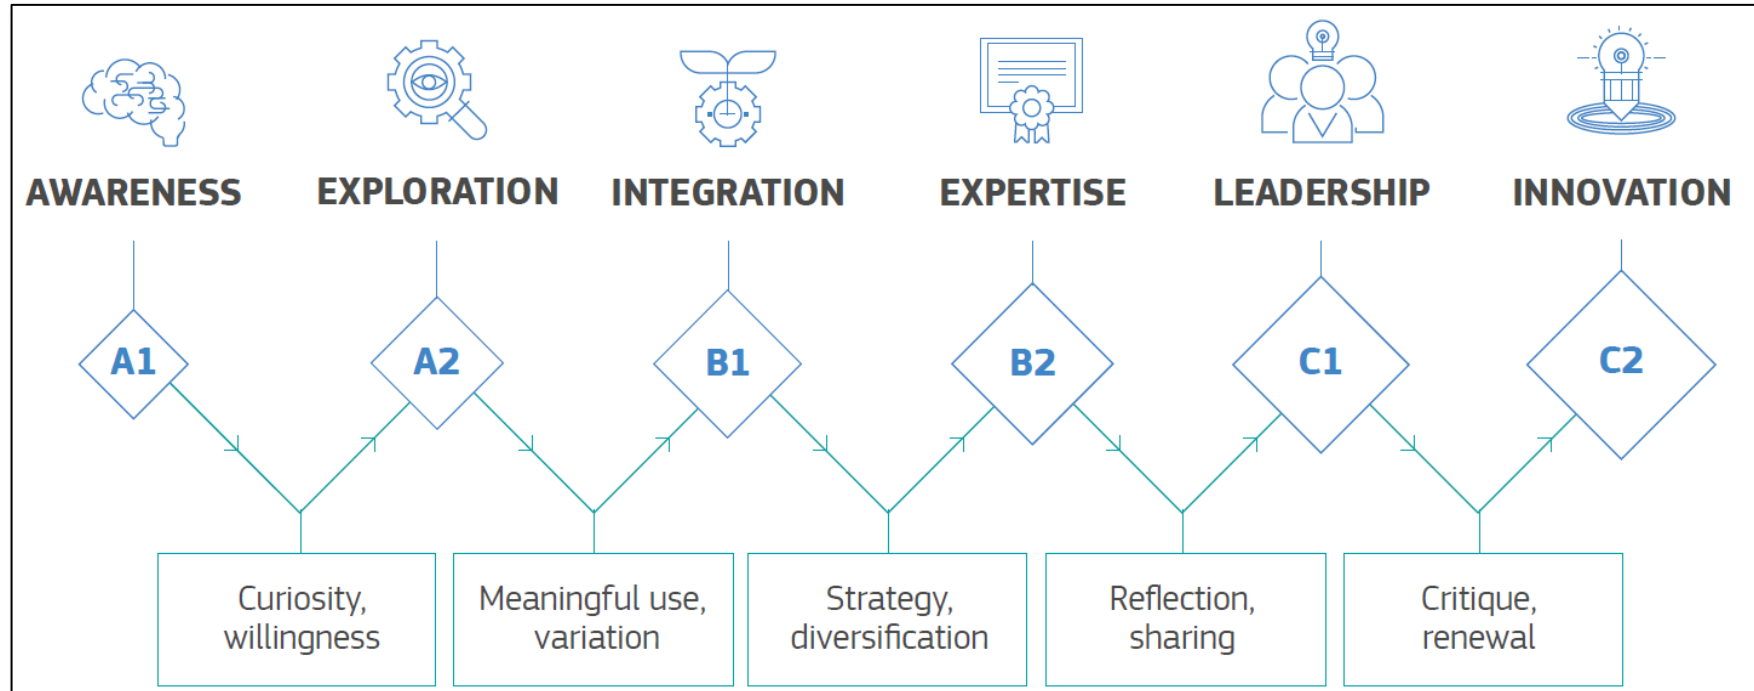 AWARENESS
EXPLORATION
INTEGRATION
EXPERTISE
LEADERSHIP
INNOVATION
A1
A2
B1
B2
C1
C2
Curiosity,
willingness
Meaningful use,
variation
Strategy,
diversification
Reflection,
sharing
Critique,
renewal